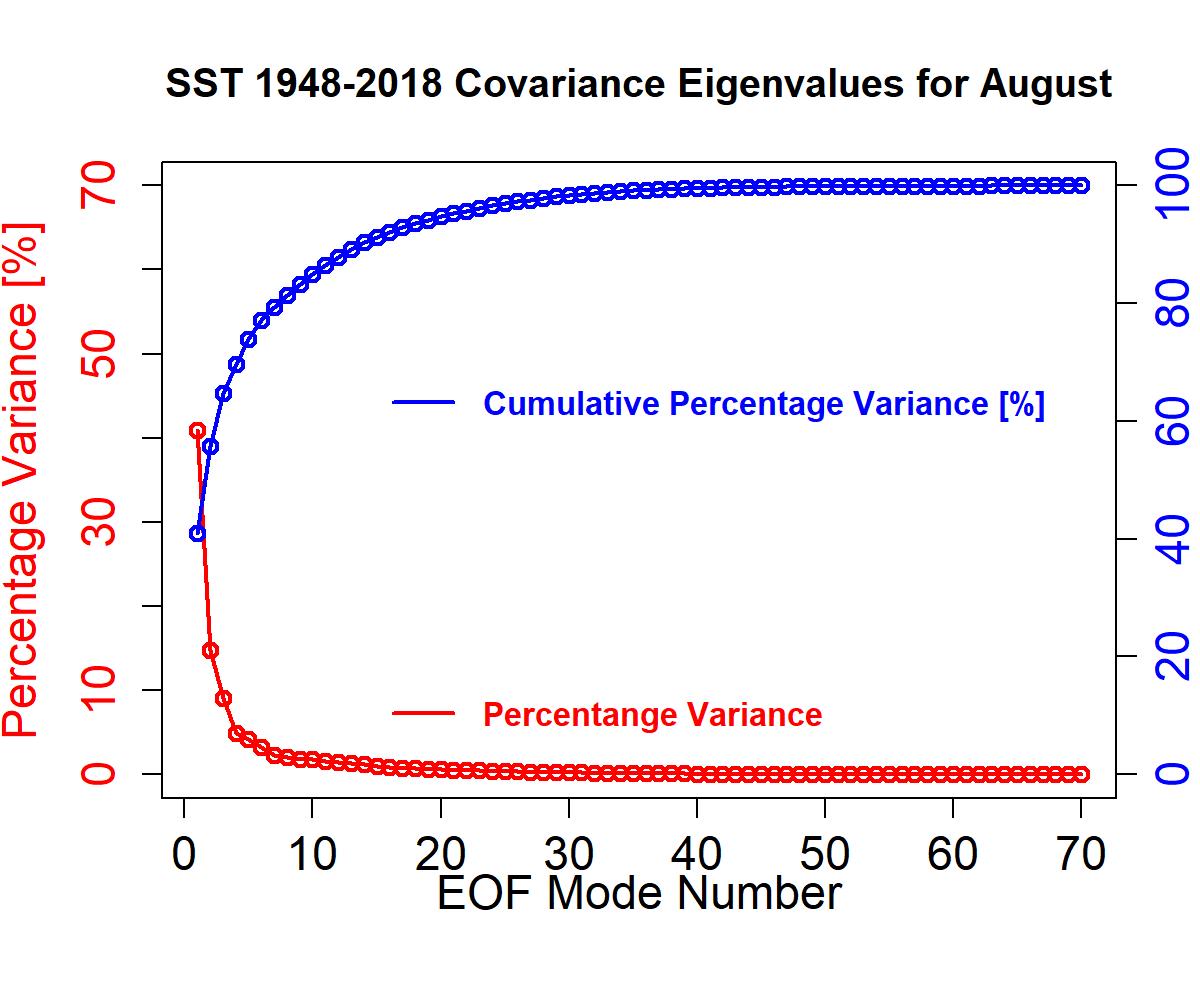 SST 1948-2018 Covariance Eigenvalues for August
Percentage Variance [%]
70
50
30
10
0
100
80
60
40
20
0
Cumulative Percentage Variance [%]
Percentange Variance
0 10 20 30 40 50 60 70
EOF Mode Number